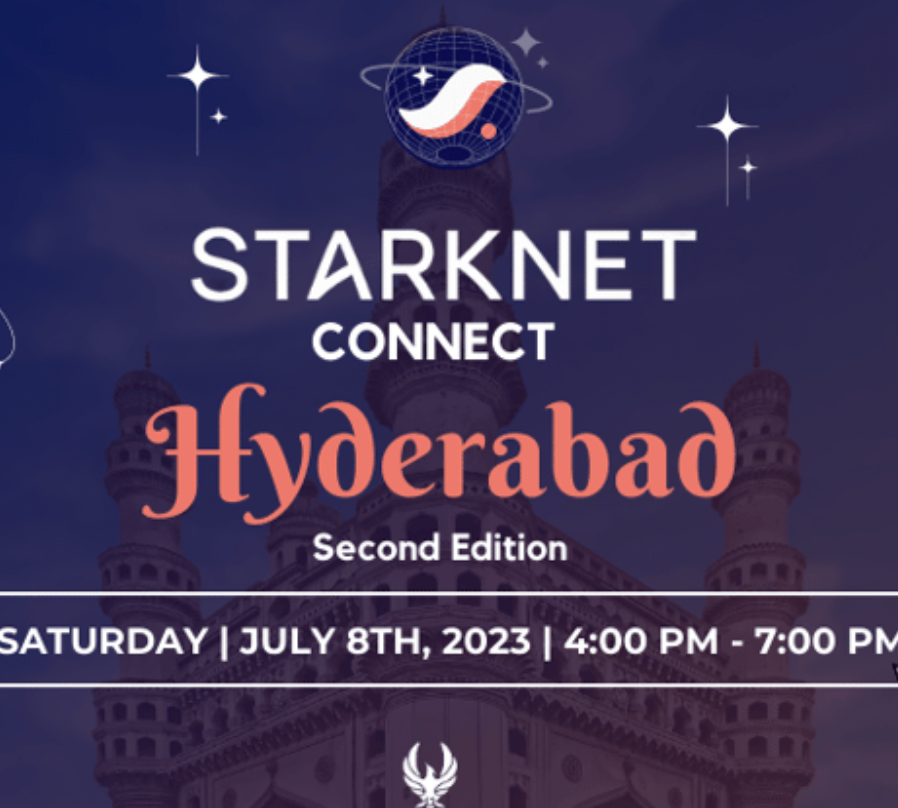 STARKNET
CONNECT
Hyderabad
Second Edition
SATURDAY | JULY 8TH, 2023 | 4:00 PM - 7:00 PM